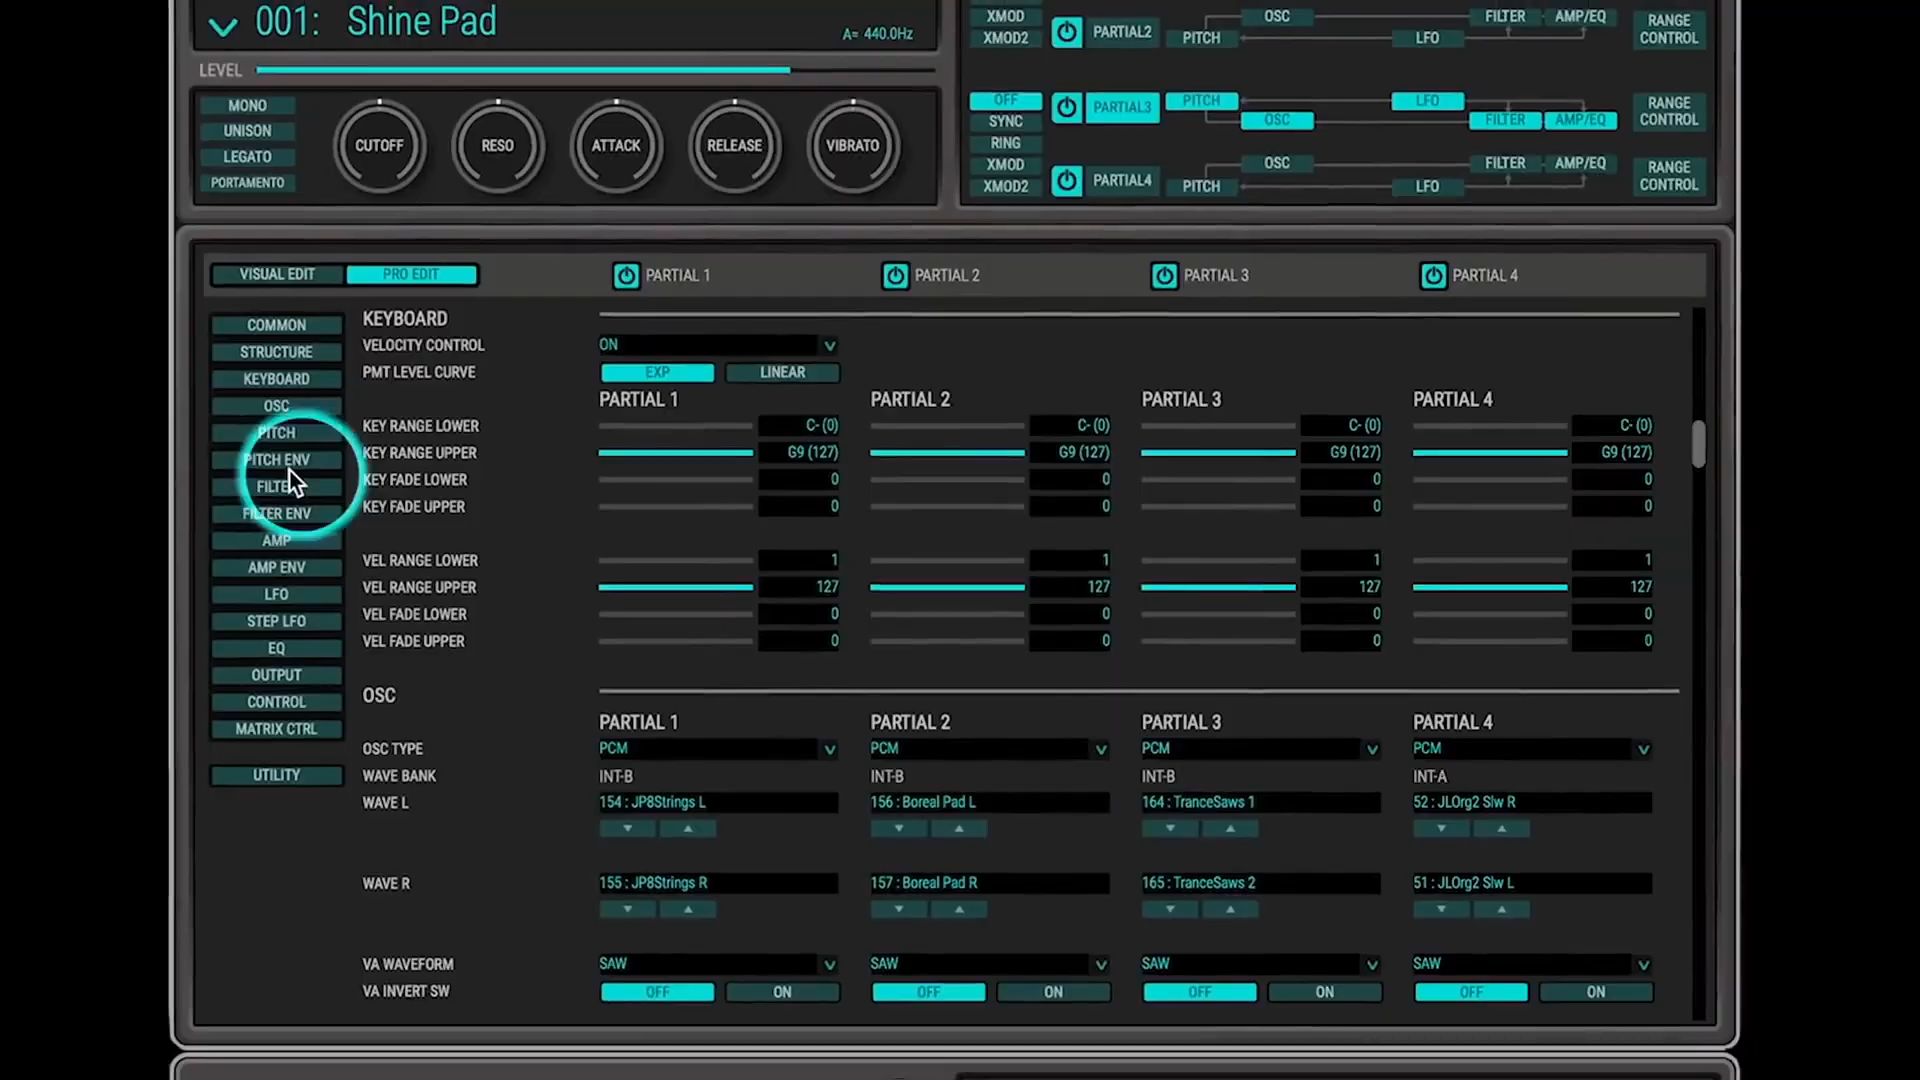 001: Shine Pad
A= 440.0Hz
LEVEL
MONO
UNISON
LEGATO
PORTAMENTO
CUTOFF RESO ATTACK RELEASE VIBRATO
XMOD
XMOD2
PARTIAL2
PITCH OSC LFO FILTER AMP/EQ
RANGE
CONTROL
OFF
SYNC
RING
XMOD
XMOD2
PARTIAL3
PITCH OSC LFO FILTER AMP/EQ
RANGE
CONTROL
PARTIAL4
PITCH OSC LFO FILTER AMP/EQ
RANGE
CONTROL
VISUAL EDIT PRO EDIT PARTIAL 1 PARTIAL 2 PARTIAL 3 PARTIAL 4
COMMON
STRUCTURE
KEYBOARD
OSC
PITCH
PITCH ENV
FILTER
FILTER ENV
AMP
AMP ENV
LFO
STEP LFO
EQ
OUTPUT
CONTROL
MATRIX CTRL
UTILITY
KEYBOARD
VELOCITY CONTROL ON
PMT LEVEL CURVE EXP LINEAR
PARTIAL 1 PARTIAL 2 PARTIAL 3 PARTIAL 4
KEY RANGE LOWER C- (0) C- (0) C- (0) C- (0)
KEY RANGE UPPER G9 (127) G9 (127) G9 (127) G9 (127)
KEY FADE LOWER 0 0 0 0
KEY FADE UPPER 0 0 0 0
VEL RANGE LOWER 1 1 1 1
VEL RANGE UPPER 127 127 127 127
VEL FADE LOWER 0 0 0 0
VEL FADE UPPER 0 0 0 0
OSC
PARTIAL 1 PARTIAL 2 PARTIAL 3 PARTIAL 4
OSC TYPE PCM PCM PCM PCM
WAVE BANK INT-B INT-B INT-B INT-A
WAVE L 154 : JP8Strings L 156 : Boreal Pad L 164 : TranceSaws 1 52 : JLOrg2 Slw R
WAVE R 155 : JP8Strings R 157 : Boreal Pad R 165 : TranceSaws 2 51 : JLOrg2 Slw L
VA WAVEFORM SAW SAW SAW SAW
VA INVERT SW OFF ON OFF ON OFF ON OFF ON